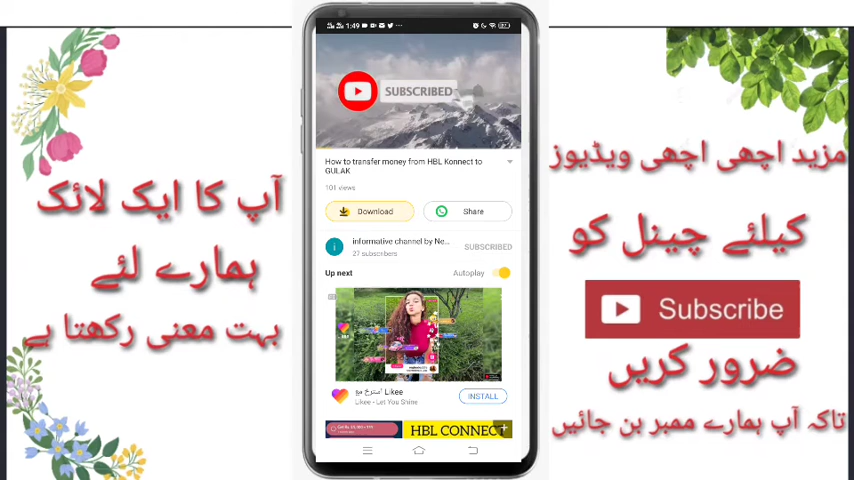 آپ کا ایک لائک
ہمارے لئے
بہت معنی رکھتا ہے
1:49
SUBSCRIBED
How to transfer money from HBL Konnect to
GULAK
101 views
Download
Share
i
informative channel by Ne...
SUBSCRIBED
27 subscribers
Up next
Autoplay
استرخ مع Likee
Likee - Let You Shine
INSTALL
HBL CONNECT
مزید اچھی اچھی ویڈیوز
کیلئے چینل کو
Subscribe
ضرور کریں
تاکہ آپ ہمارے ممبر بن جائیں